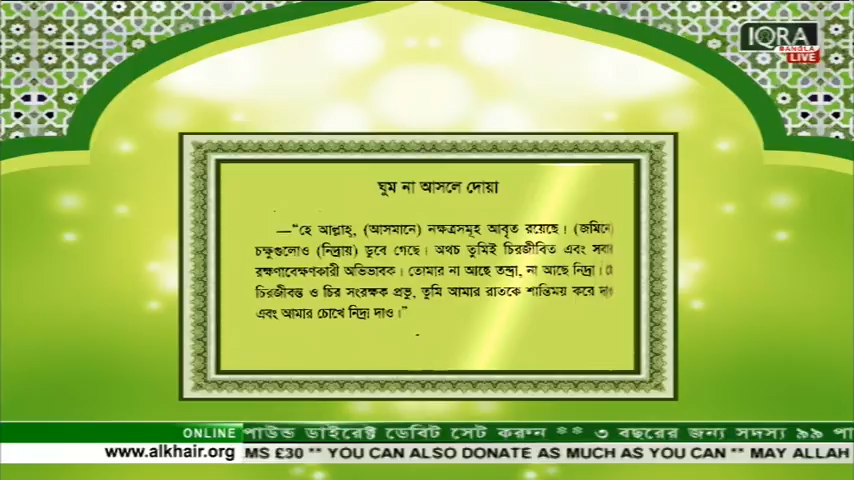 IQRA
BANGLA
LIVE
ঘুম না আসলে দোয়া
—“হে আল্লাহ্, (আসমানে) নক্ষত্রসমূহ আবৃত রয়েছে। (জমিনে)
চক্ষুগুলোও (নিদ্রায়) ডুবে গেছে। অথচ তুমিই চিরজীবিত এবং সবার
রক্ষণাবেক্ষণকারী অভিভাবক। তোমার না আছে তন্দ্রা, না আছে নিদ্রা।
চিরজীবন্ত ও চির সংরক্ষক প্রভু, তুমি আমার রাতকে শান্তিময় করে দাও
এবং আমার চোখে নিদ্রা দাও।”
ONLINE পাউন্ড ডাইরেক্ট ডেবিট সেট করুন ** ৩ বছরের জন্য সদস্য ৯৯ পা
www.alkhair.org MS £30 ** YOU CAN ALSO DONATE AS MUCH AS YOU CAN ** MAY ALLAH